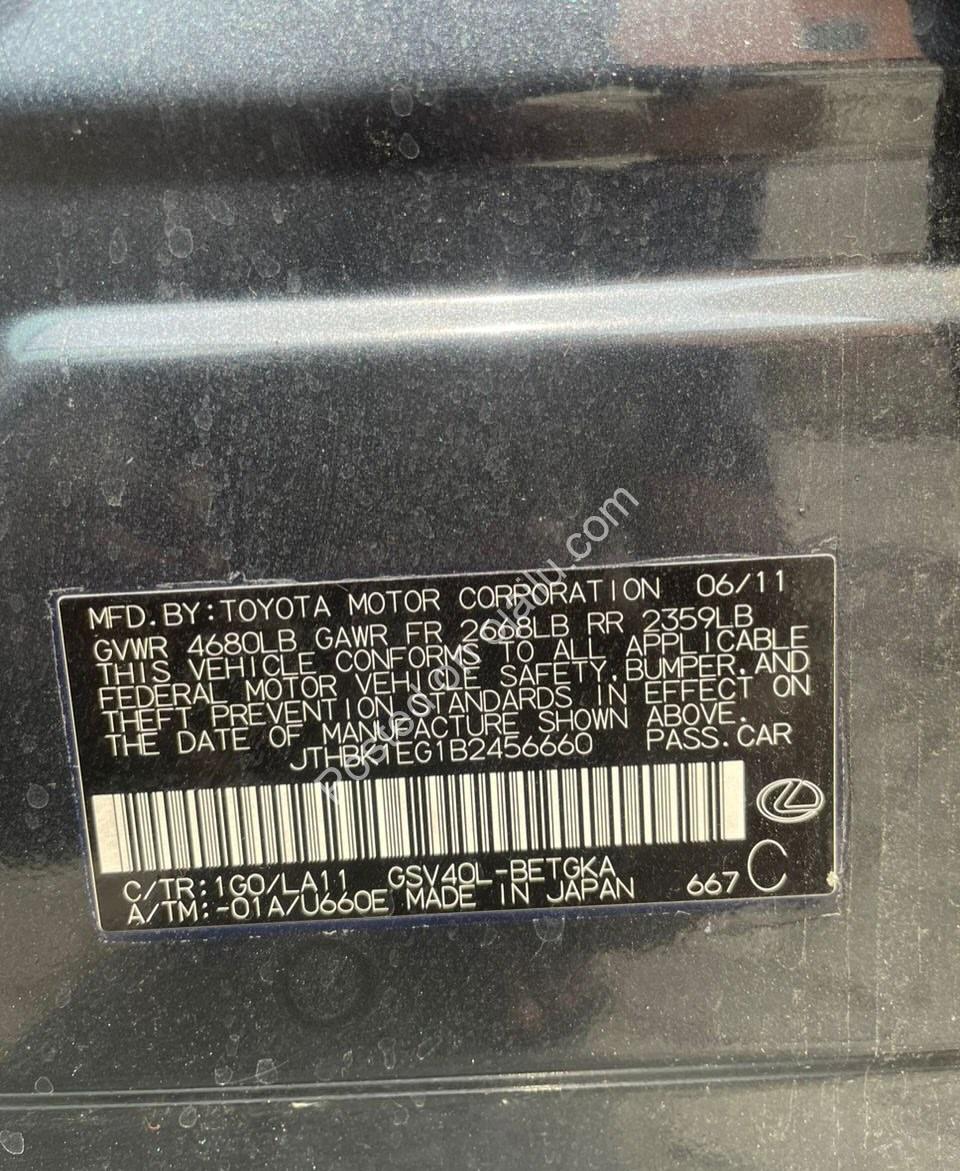 MFD.BY:TOYOTA MOTOR CORPORATION 06/11
GVWR 4680LB GAWR FR 2668LB RR 2359LB
THIS VEHICLE CONFORMS TO ALL APPLICABLE
FEDERAL MOTOR VEHICLE SAFETY,BUMPER,AND
THEFT PREVENTION STANDARDS IN EFFECT ON
THE DATE OF MANUFACTURE SHOWN ABOVE.
JTHBK1EG1B2456660 PASS.CAR
C/TR:1G0/LA11 GSV40L-BETGKA
A/TM:-01A/U660E MADE IN JAPAN 667 C